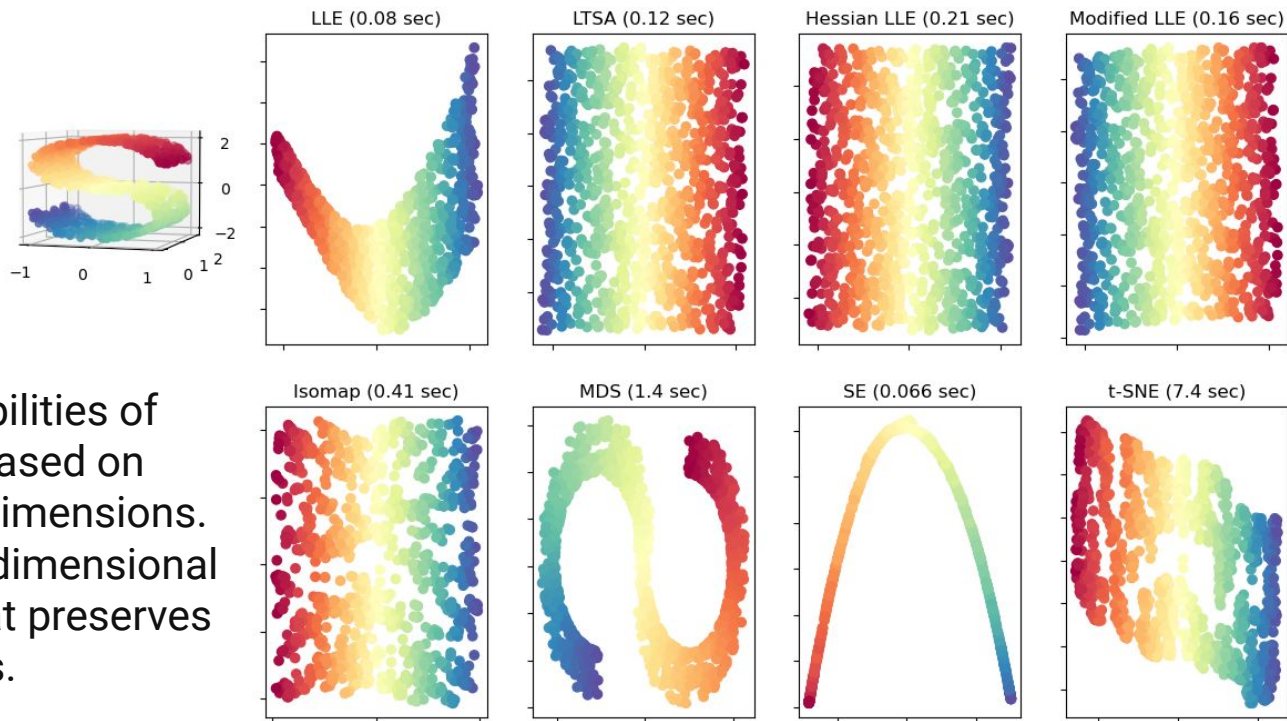 LLE (0.08 sec)
LTSA (0.12 sec)
Hessian LLE (0.21 sec)
Modified LLE (0.16 sec)
2
0
−2
−1 0 1 0 1 2
Isomap (0.41 sec)
MDS (1.4 sec)
SE (0.066 sec)
t-SNE (7.4 sec)
bilities of
ased on
imensions.
dimensional
at preserves
s.